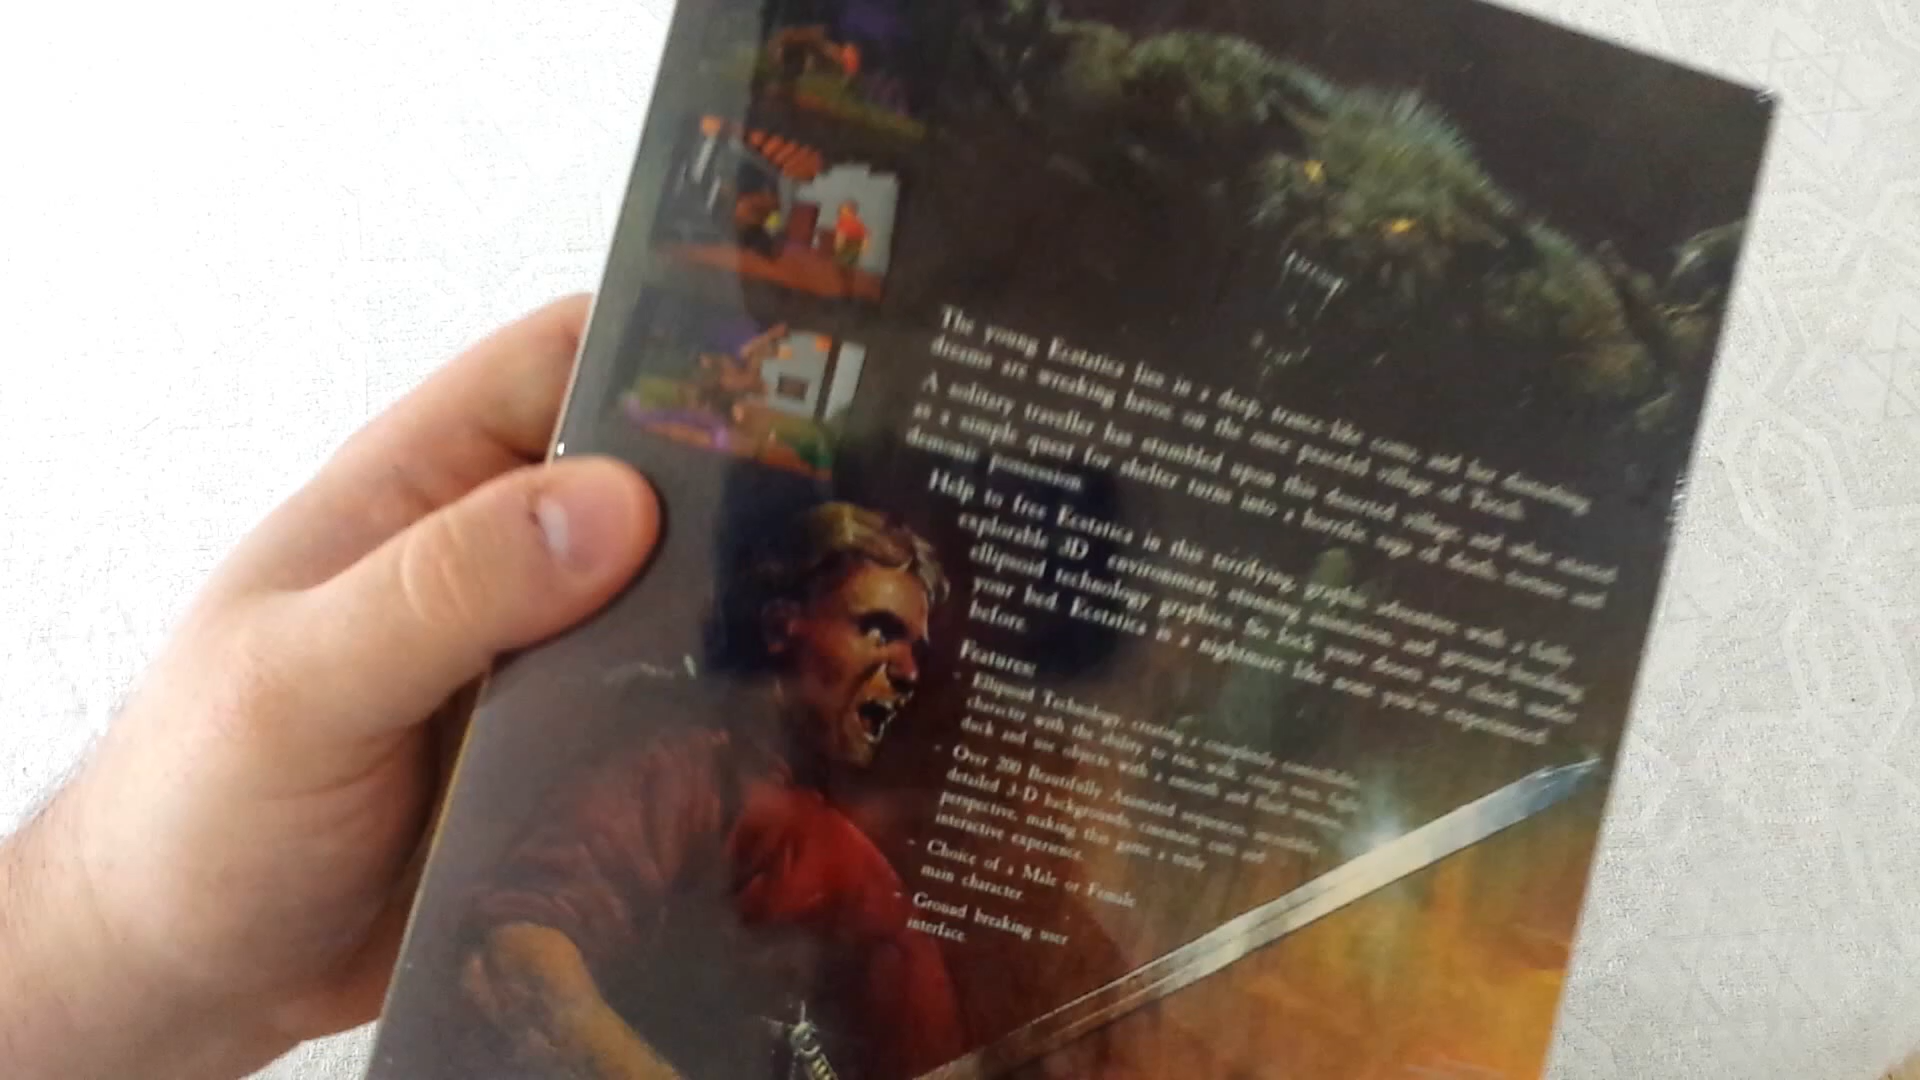 The young Ecstatica lies in a deep, trance like coma, and her disturbing
dreams are wreaking havoc on the once peaceful village of Tirich
A solitary traveller has stumbled upon this deserted village, and what started
as a simple quest for shelter turns into a horrific saga of death, torture and
demonic possession
Help to free Ecstatica in this terrifying, graphic adventure with a fully
explorable 3D environment, stunning animation, and ground-breaking
ellipsoid technology graphics. So lock your doors and check under
your bed Ecstatica is a nightmare like none you've experienced
before.
Features:
- Ellipsoid Technology, creating a completely controllable
character with the ability to run, walk, creep, fight
duck and use objects with a smooth and fluid motion.
- Over 200 Beautifully Animated sequences, incredible
detailed 3-D backgrounds, cinematic cuts and
perspective, making this game a truly
interactive experience.
- Choice of a Male or Female
main character.
- Ground breaking user
interface.